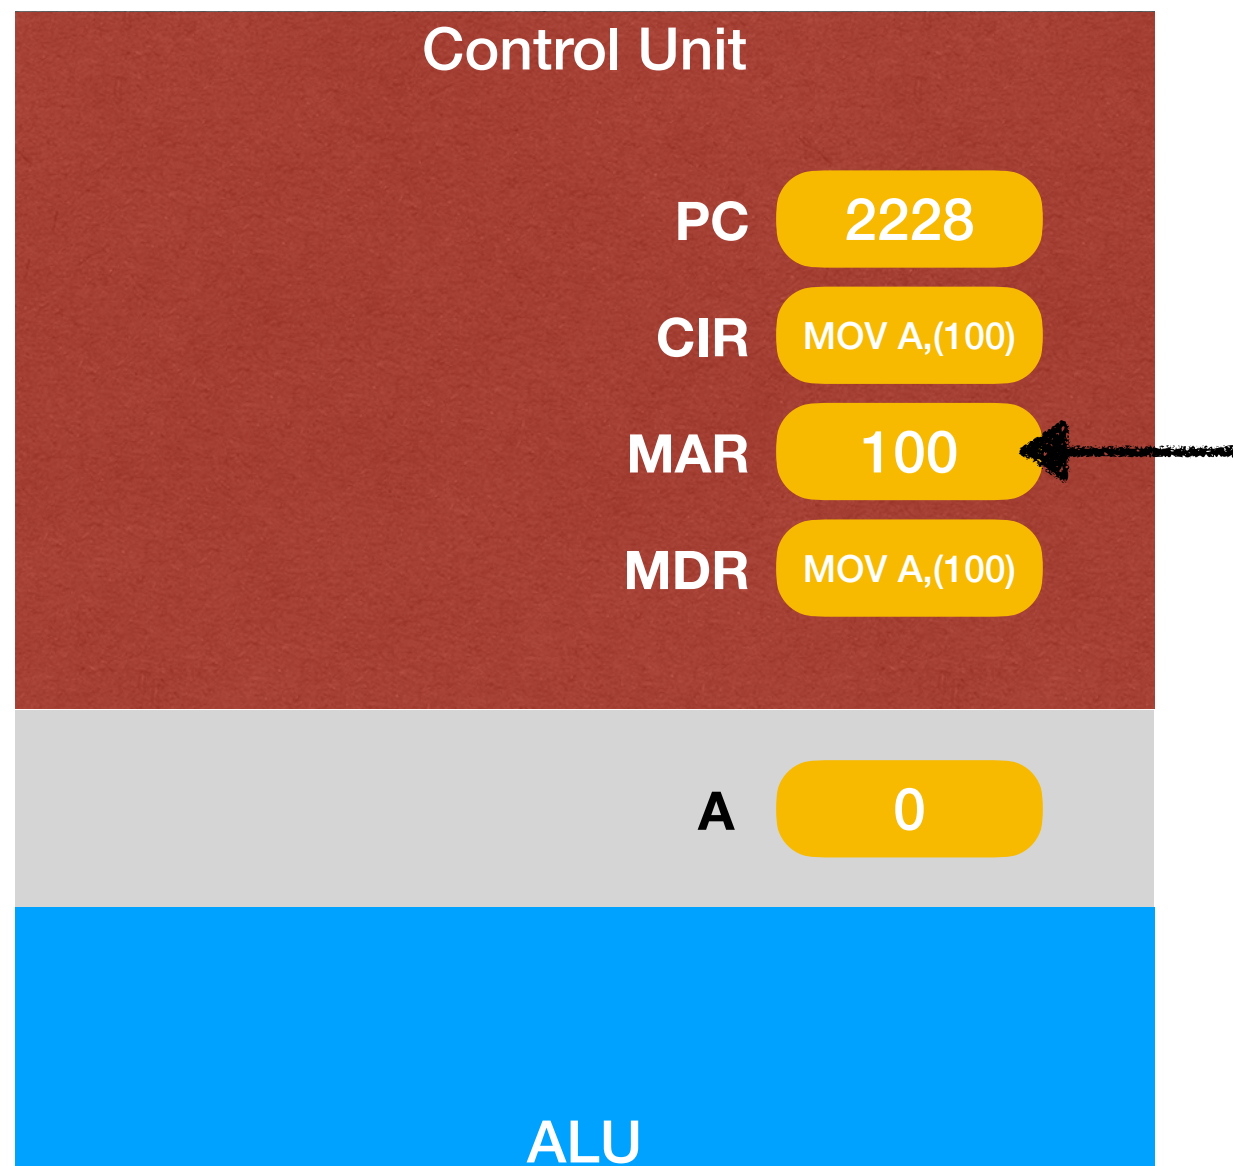 Control Unit
PC 2228
CIR MOV A,(100)
MAR 100
MDR MOV A,(100)
A 0
ALU